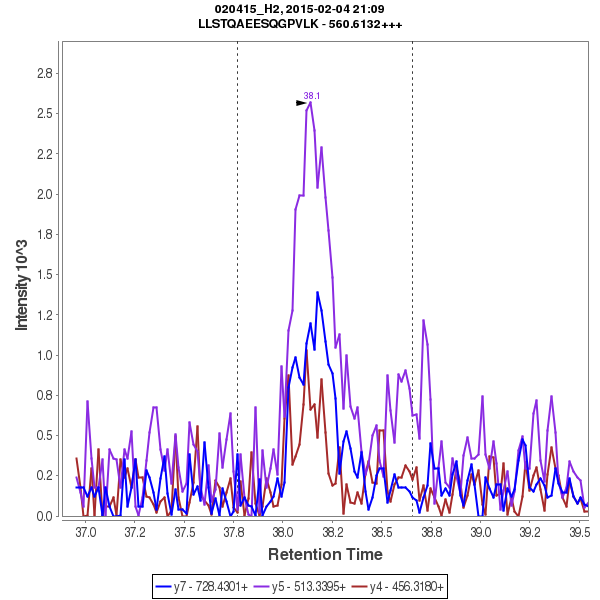 020415_H2, 2015-02-04 21:09
LLSTQAEESQGPVLK - 560.6132+++
38.1
2.8
2.5
2.2
2.0
1.8
1.5
1.2
1.0
0.8
0.5
0.2
0.0
Intensity 10^3
37.0 37.2 37.5 37.8 38.0 38.2 38.5 38.8 39.0 39.2 39.5
Retention Time
y7 - 728.4301+ y5 - 513.3395+ y4 - 456.3180+